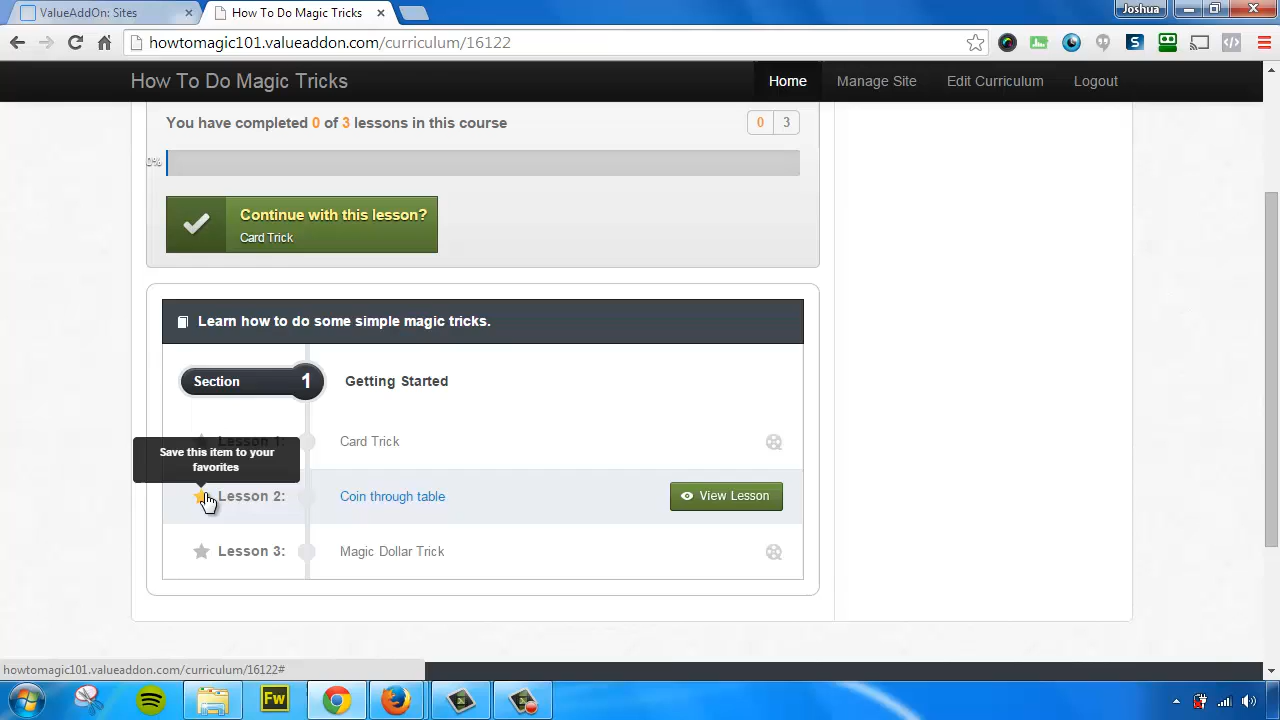 ValueAddOn: Sites
How To Do Magic Tricks
Joshua
howtomagic101.valueaddon.com/curriculum/16122
How To Do Magic Tricks
Home
Manage Site
Edit Curriculum
Logout
You have completed 0 of 3 lessons in this course
0 3
0%
Continue with this lesson?
Card Trick
Learn how to do some simple magic tricks.
Section 1 Getting Started
Lesson 1: Card Trick
Save this item to your
favorites
Lesson 2: Coin through table View Lesson
Lesson 3: Magic Dollar Trick
howtomagic101.valueaddon.com/curriculum/16122#
Fw